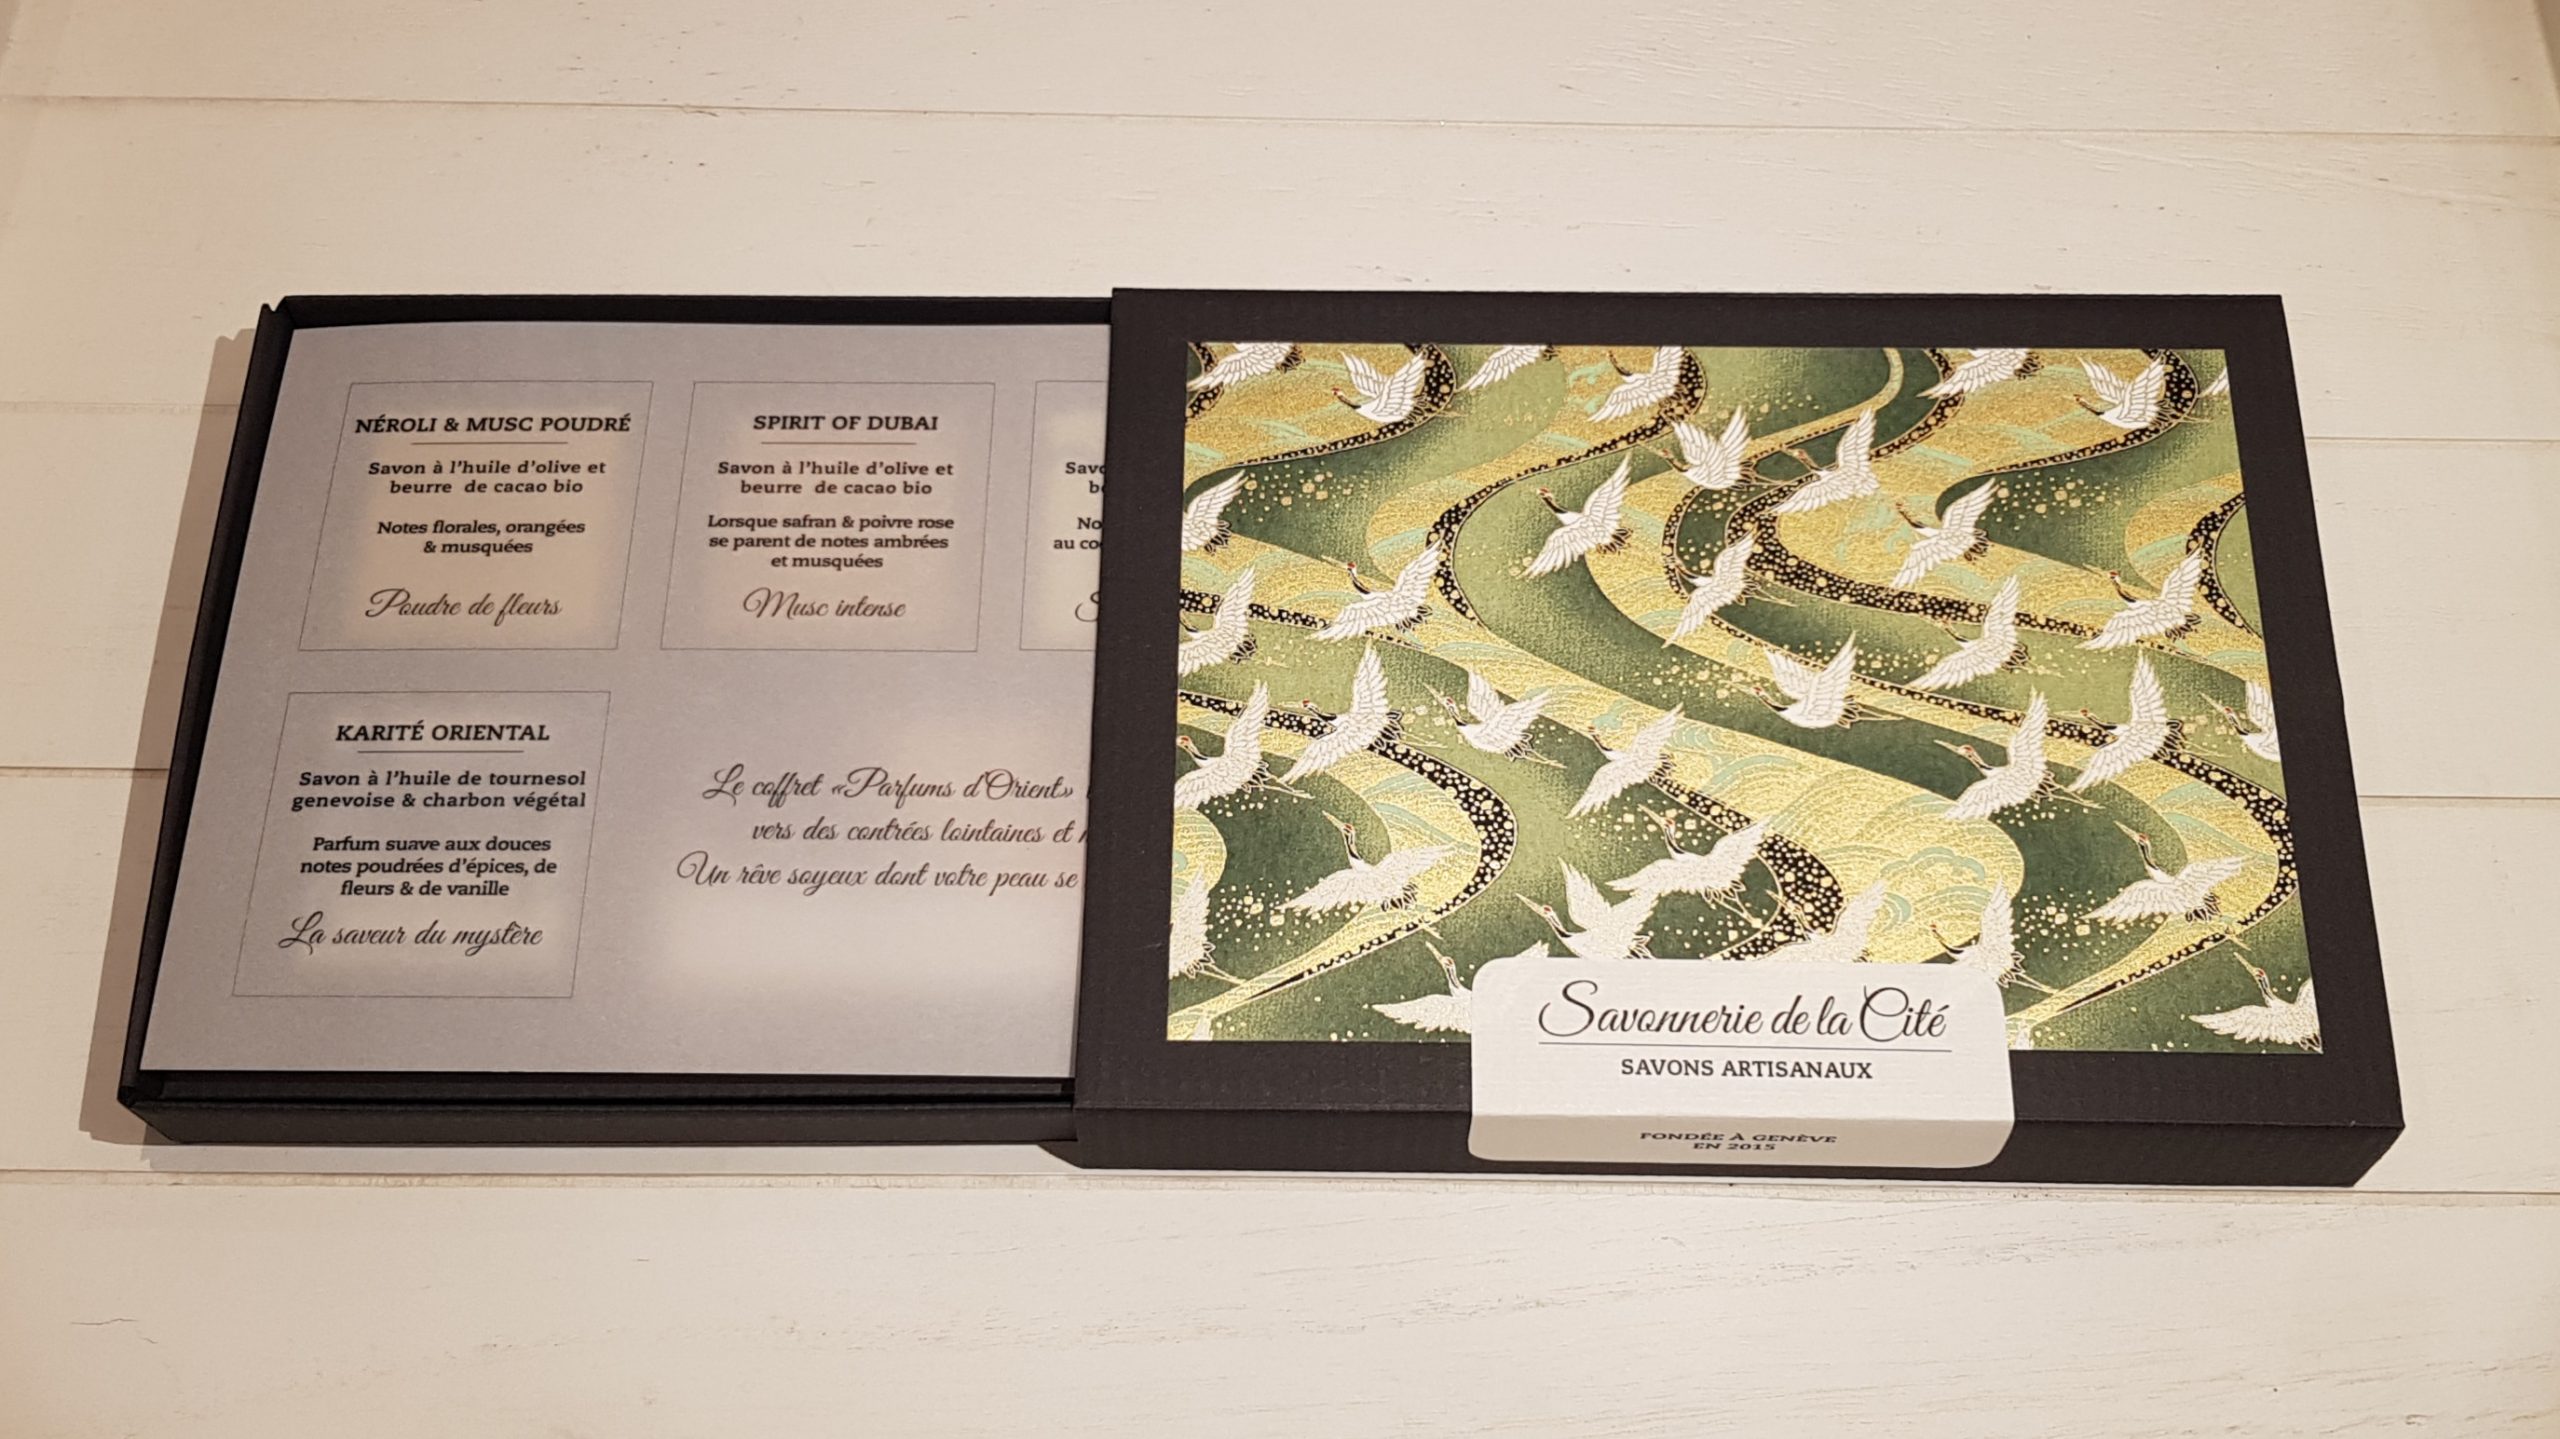 NÉROLI & MUSC POUDRÉ
Savon à l'huile d'olive et
beurre de cacao bio
Notes florales, orangées
& musquées
Poudre de fleurs
SPIRIT OF DUBAI
Savon à l'huile d'olive et
beurre de cacao bio
Lorsque safran & poivre rose
se parent de notes ambrées
et musquées
Musc intense
au
KARITÉ ORIENTAL
Savon à l'huile de tournesol
genevoise & charbon végétal
Parfum suave aux douces
notes poudrées d'épices, de
fleurs & de vanille
La saveur du mystère
Le coffret «Parfums d'Orient»
vers des contrées lointaines et
Un rêve soyeux dont votre peau se
Savonnerie de la Cité
SAVONS ARTISANAUX
FONDÉE À GENÈVE
EN 2015